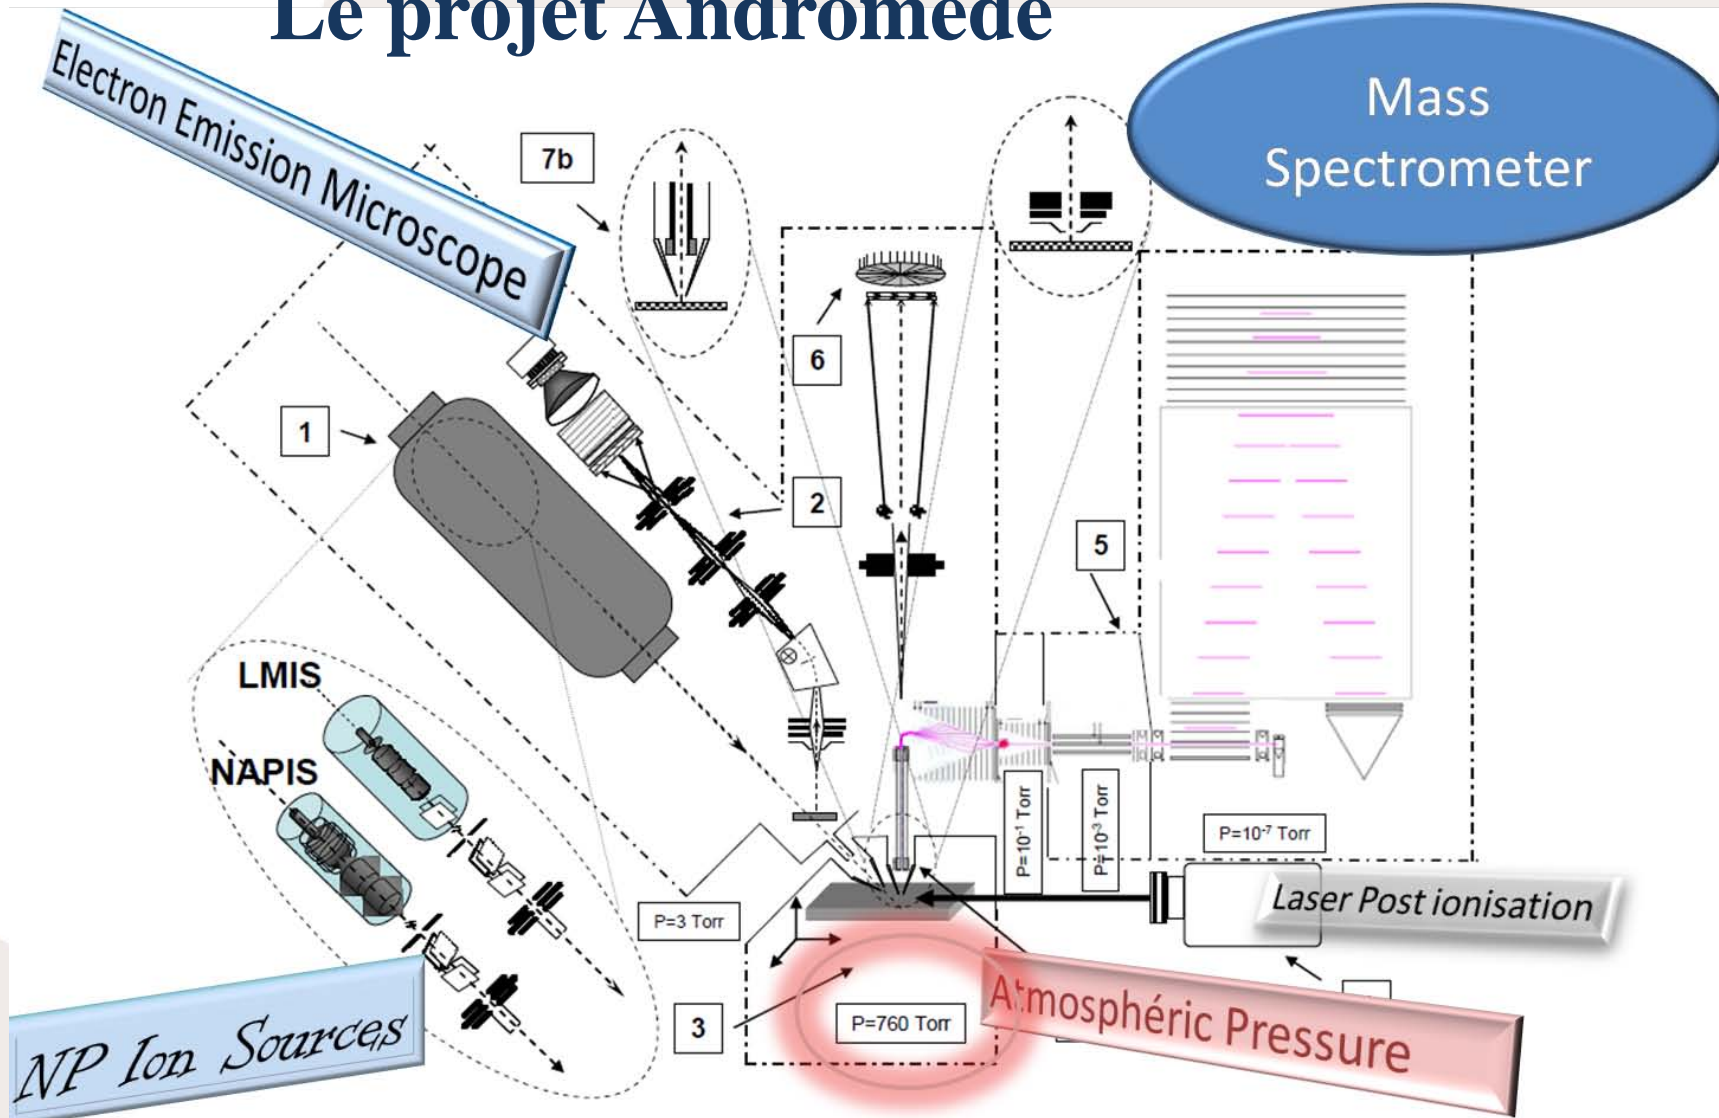 Le projet Andromède
Electron Emission Microscope
Mass
Spectrometer
7b
6
1
2
5
LMIS
NAPIS
P=10-1 Torr
P=10-3 Torr
P=10-7 Torr
Laser Post ionisation
P=3 Torr
3
P=760 Torr
Atmosphéric Pressure
NP Ion Sources